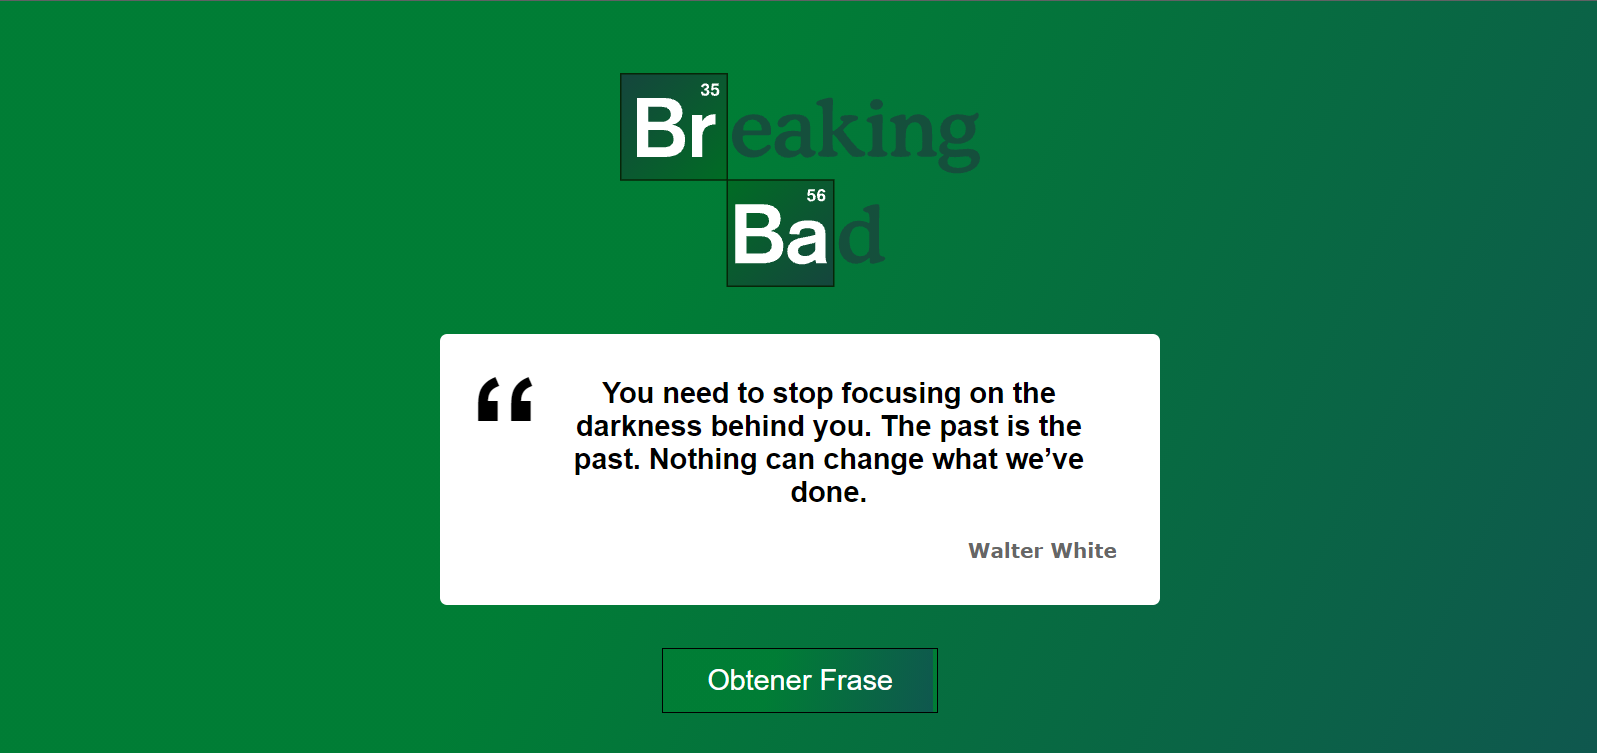 35
Breaking
56
Bad
“
You need to stop focusing on the
darkness behind you. The past is the
past. Nothing can change what we’ve
done.
Walter White
Obtener Frase